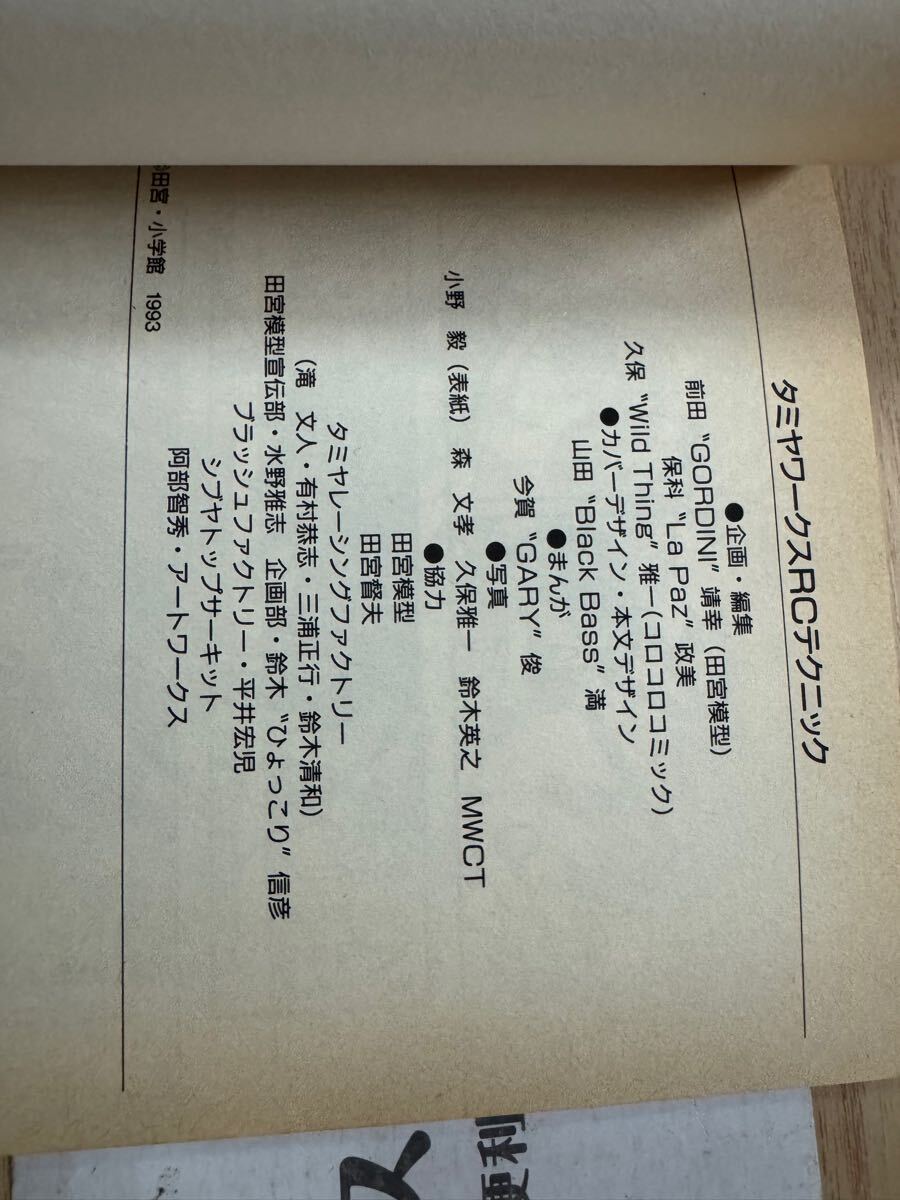 タミヤワークスRCテクニック
●企画・編集
前田 “GORDINI” 靖幸（田宮模型）
保科 “La Paz” 政美
久保 “Wild Thing” 雅一（コロコロコミック）
●カバーデザイン・本文デザイン
山田 “Black Bass” 満
●まんが
今賀 “GARY” 俊
●写真
小野 毅（表紙） 森 文孝 久保雅一 鈴木英之 MWCT
●協力
田宮模型
田宮督夫
タミヤレーシングファクトリー
（滝 文人・有村恭志・三浦正行・鈴木清和）
田宮模型宣伝部・水野雅志 企画部・鈴木 “ひょっこり” 信彦
ブラッシュファクトリー・平井宏児
シブヤトップサーキット
阿部智秀・アートワークス
田宮・小学館 1993
ス
便利